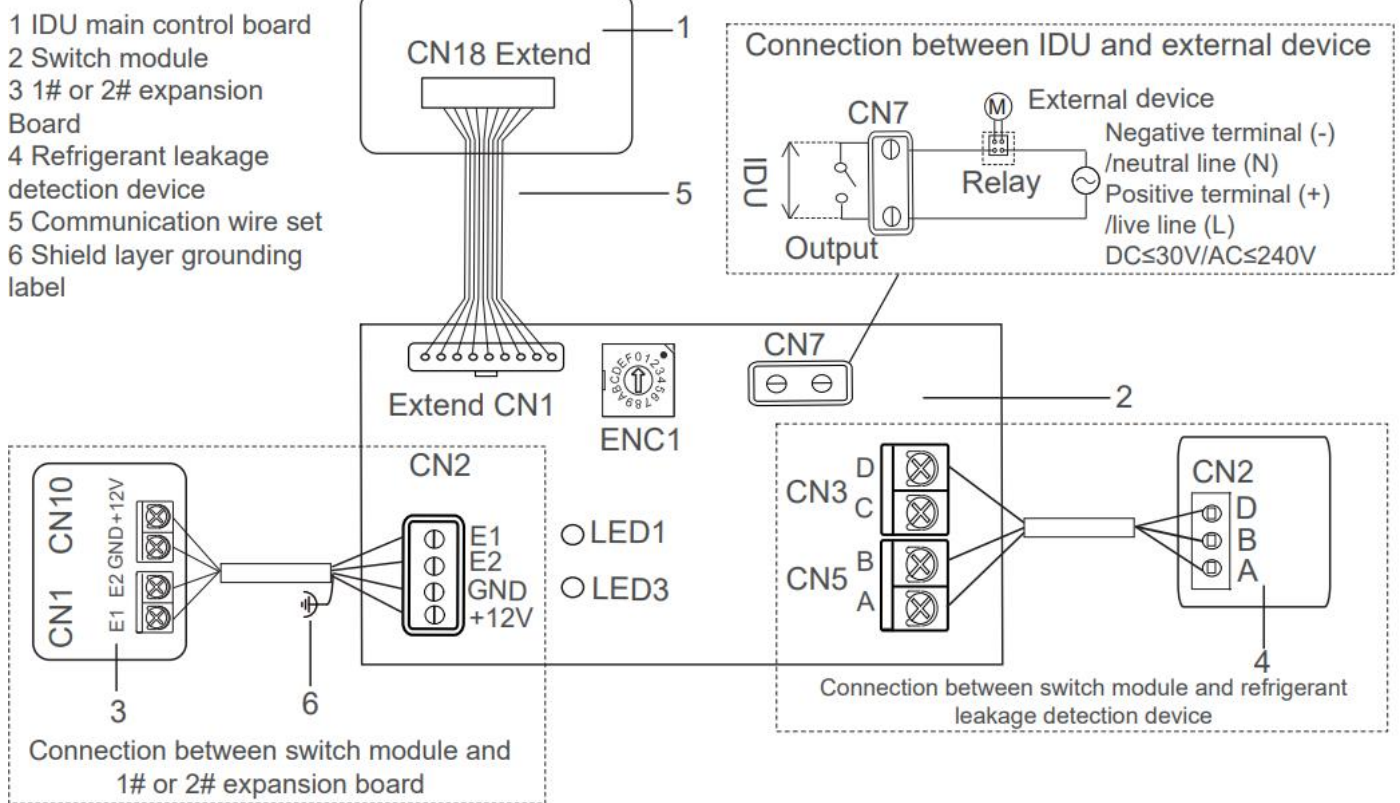 1 IDU main control board
2 Switch module
3 1# or 2# expansion
Board
4 Refrigerant leakage
detection device
5 Communication wire set
6 Shield layer grounding
label
CN18 Extend
1
5
Connection between IDU and external device
CN7
M
External device
Negative terminal (-)
/neutral line (N)
Relay
Positive terminal (+)
/live line (L)
DC≤30V/AC≤240V
IDU
Output
Extend CN1
0123456789ABCDEF
ENC1
CN7
2
CN2
E1
E2
GND
+12V
LED1
LED3
CN10
CN1
GND+12V
E1 E2
3
6
Connection between switch module and
1# or 2# expansion board
CN3
D
C
CN5
B
A
CN2
D
B
A
4
Connection between switch module and refrigerant
leakage detection device